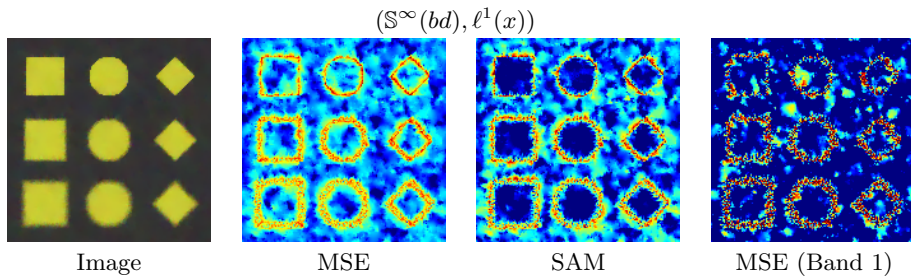 (𝕊^∞(bd), ℓ^1(x))
Image MSE SAM MSE (Band 1)